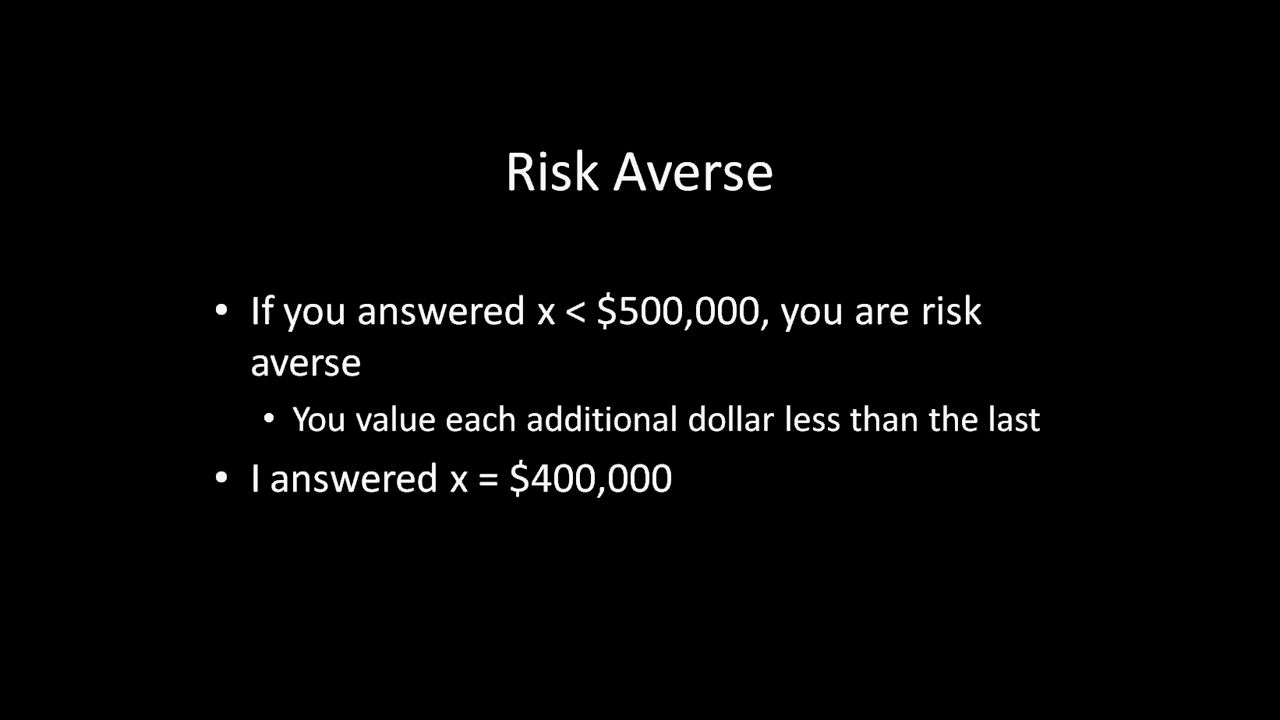 Risk Averse
• If you answered x < $500,000, you are risk
averse
• You value each additional dollar less than the last
• I answered x = $400,000